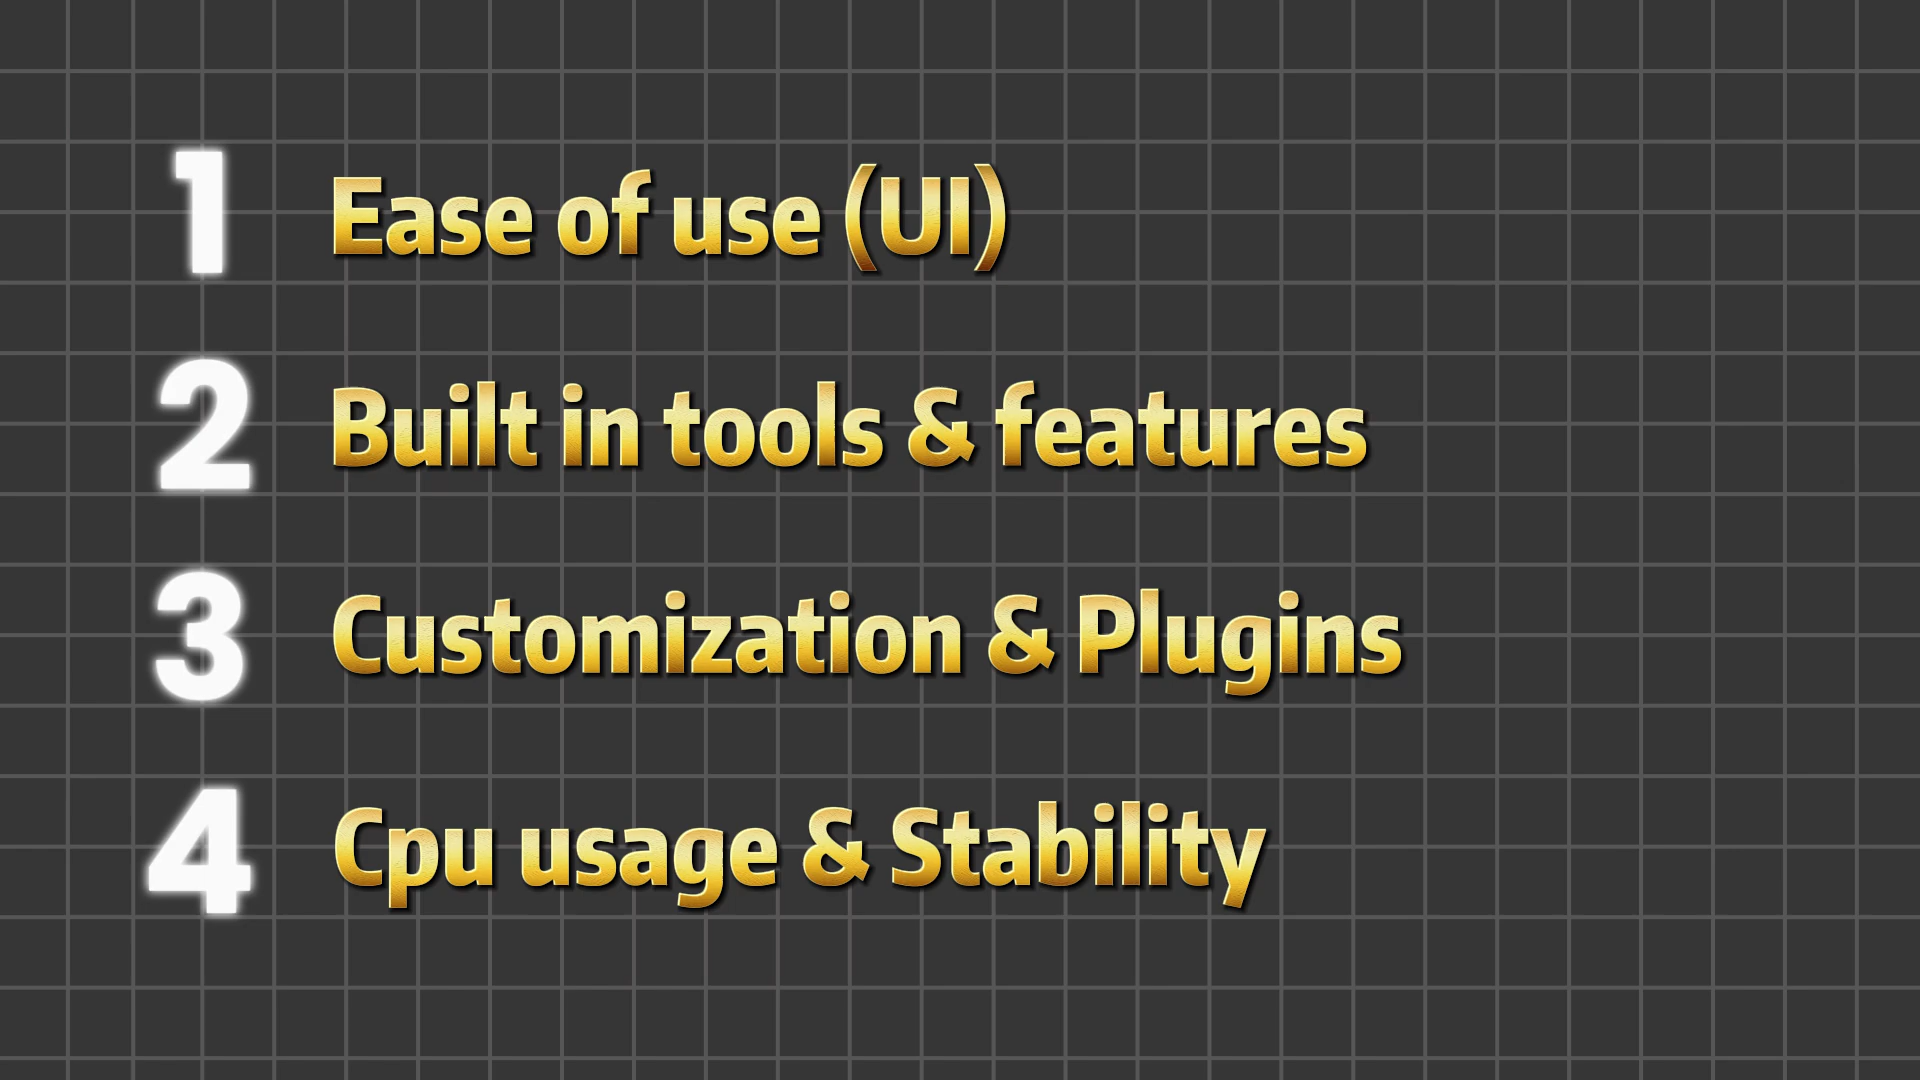 1 Ease of use (UI)
2 Built in tools & features
3 Customization & Plugins
4 Cpu usage & Stability